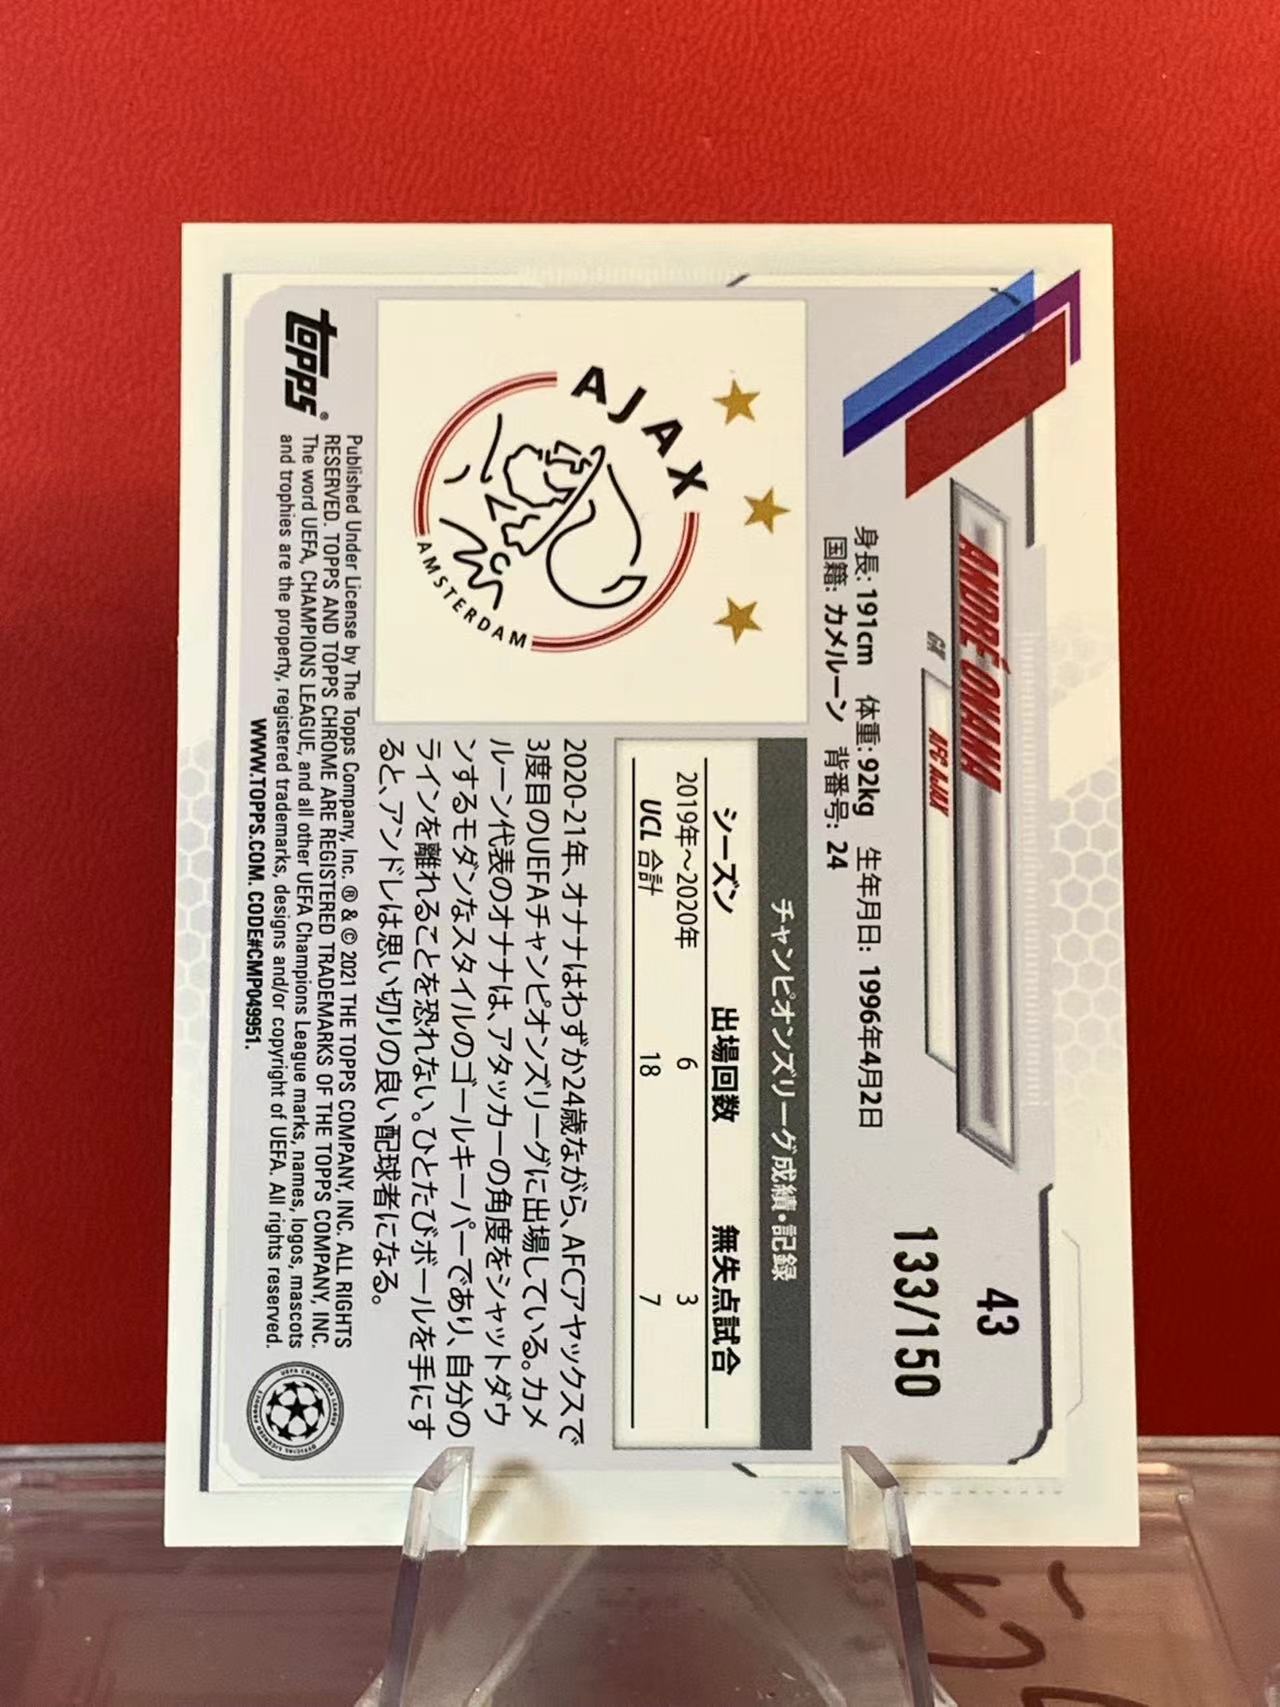 43
133/150
ANDRÉ ONANA
GK
AFC AJAX
身長: 191cm 体重: 92kg 生年月日: 1996年4月2日
国籍: カメルーン 背番号: 24
AJAX
AMSTERDAM
チャンピオンズリーグ成績・記録
シーズン 出場回数 無失点試合
2019年～2020年 6 3
UCL 合計 18 7
2020-21年、オナナはわずか24歳ながら、AFCアヤックスで
3度目のUEFAチャンピオンズリーグに出場している。カメ
ルーン代表のオナナは、アタッカーの角度をシャットダウ
ンするモダンなスタイルのゴールキーパーであり、自分の
ラインを離れることを恐れない。ひとたびボールを手にす
ると、アンドレは思い切りの良い配球者になる。
topps®
Published Under License by The Topps Company, Inc. ® & © 2021 THE TOPPS COMPANY, INC. ALL RIGHTS
RESERVED. TOPPS AND TOPPS CHROME ARE REGISTERED TRADEMARKS OF THE TOPPS COMPANY, INC.
The word UEFA, CHAMPIONS LEAGUE, and all other UEFA Champions League marks, names, logos, mascots
and trophies are the property, registered trademarks, designs and/or copyright of UEFA. All rights reserved.
WWW.TOPPS.COM. CODE#CMP049951.
UEFA CHAMPIONS LEAGUE
OFFICIAL LICENSED PRODUCT